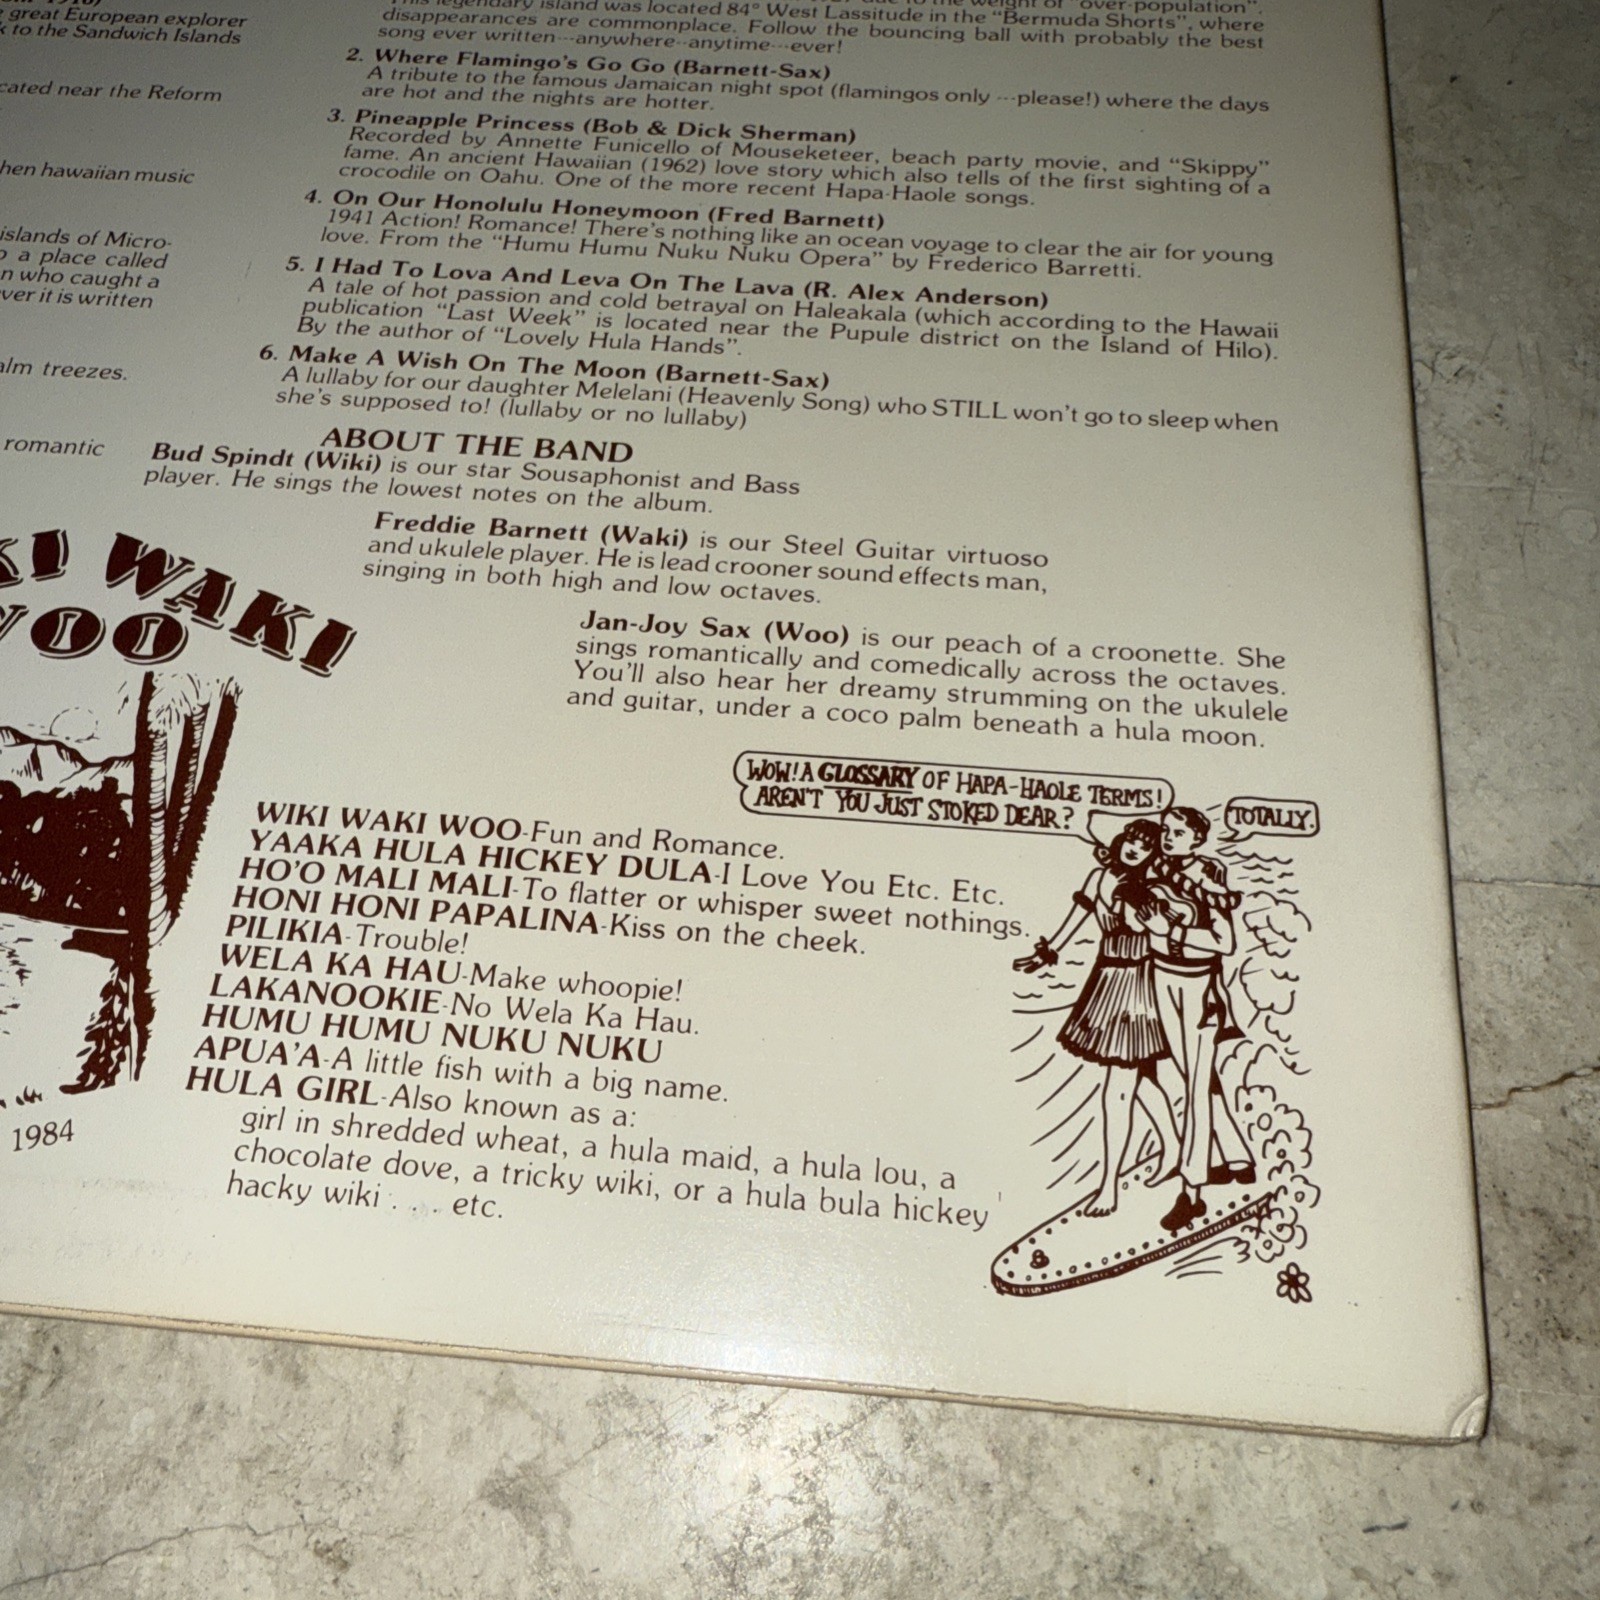 great European explorer
to the Sandwich Islands
cated near the Reform
hen hawaiian music
islands of Micro-
a place called
n who caught a
ver it is written
alm treezes.
romantic
"over-population".
This legendary island was located 84° West Lassitude in the "Bermuda Shorts", where
disappearances are commonplace. Follow the bouncing ball with probably the best
song ever written---anywhere--anytime---ever!
2. Where Flamingo's Go Go (Barnett-Sax)
A tribute to the famous Jamaican night spot (flamingos only ---please!) where the days
are hot and the nights are hotter.
3. Pineapple Princess (Bob & Dick Sherman)
Recorded by Annette Funicello of Mouseketeer, beach party movie, and "Skippy"
fame. An ancient Hawaiian (1962) love story which also tells of the first sighting of a
crocodile on Oahu. One of the more recent Hapa-Haole songs.
4. On Our Honolulu Honeymoon (Fred Barnett)
1941 Action! Romance! There's nothing like an ocean voyage to clear the air for young
love. From the "Humu Humu Nuku Nuku Opera" by Frederico Barretti.
5. I Had To Lova And Leva On The Lava (R. Alex Anderson)
A tale of hot passion and cold betrayal on Haleakala (which according to the Hawaii
publication "Last Week" is located near the Pupule district on the Island of Hilo).
By the author of "Lovely Hula Hands".
6. Make A Wish On The Moon (Barnett-Sax)
A lullaby for our daughter Melelani (Heavenly Song) who STILL won't go to sleep when
she's supposed to! (lullaby or no lullaby)
ABOUT THE BAND
Bud Spindt (Wiki) is our star Sousaphonist and Bass
player. He sings the lowest notes on the album.
Freddie Barnett (Waki) is our Steel Guitar virtuoso
and ukulele player. He is lead crooner sound effects man,
singing in both high and low octaves.
Jan-Joy Sax (Woo) is our peach of a croonette. She
sings romantically and comedically across the octaves.
You'll also hear her dreamy strumming on the ukulele
and guitar, under a coco palm beneath a hula moon.
KI WAKI
WOO
1984
WOW! A GLOSSARY OF HAPA-HAOLE TERMS!
AREN'T YOU JUST STOKED DEAR?
TOTALLY.
WIKI WAKI WOO-Fun and Romance.
YAAKA HULA HICKEY DULA-I Love You Etc. Etc.
HO'O MALI MALI-To flatter or whisper sweet nothings.
HONI HONI PAPALINA-Kiss on the cheek.
PILIKIA-Trouble!
WELA KA HAU-Make whoopie!
LAKANOOKIE-No Wela Ka Hau.
HUMU HUMU NUKU NUKU
APUA'A-A little fish with a big name.
HULA GIRL-Also known as a:
girl in shredded wheat, a hula maid, a hula lou, a
chocolate dove, a tricky wiki, or a hula bula hickey
hacky wiki . . . etc.